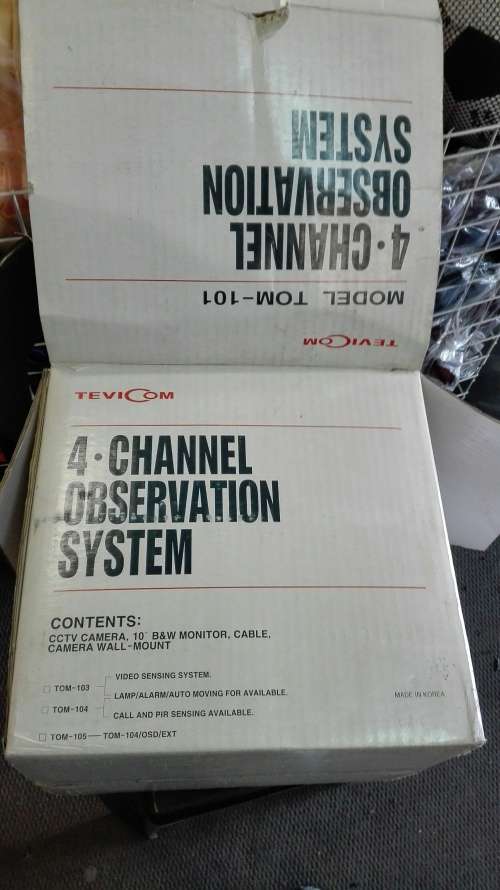 4·CHANNEL
OBSERVATION
SYSTEM
MODEL TOM-101
TEVICOM
TEVICOM
4·CHANNEL
OBSERVATION
SYSTEM
CONTENTS:
CCTV CAMERA, 10" B&W MONITOR, CABLE,
CAMERA WALL-MOUNT
VIDEO SENSING SYSTEM.
□ TOM-103
LAMP/ALARM/AUTO MOVING FOR AVAILABLE.
□ TOM-104
CALL AND PIR SENSING AVAILABLE.
□ TOM-105 — TOM-104/OSD/EXT
MADE IN KOREA